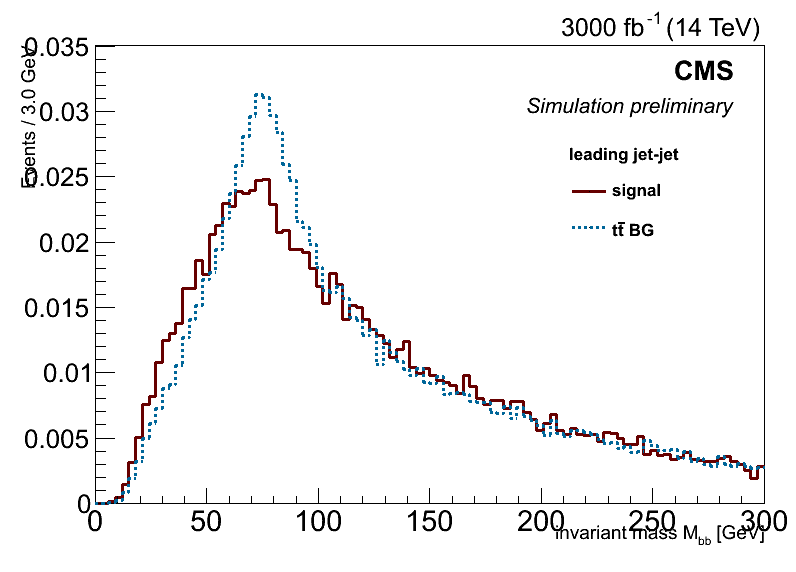 3000 fb-1 (14 TeV)
CMS
Simulation preliminary
leading jet-jet
signal
tt̄ BG
Events / 3.0 GeV
0.035
0.03
0.025
0.02
0.015
0.01
0.005
0
0 50 100 150 200 250 300
invariant mass Mbb [GeV]